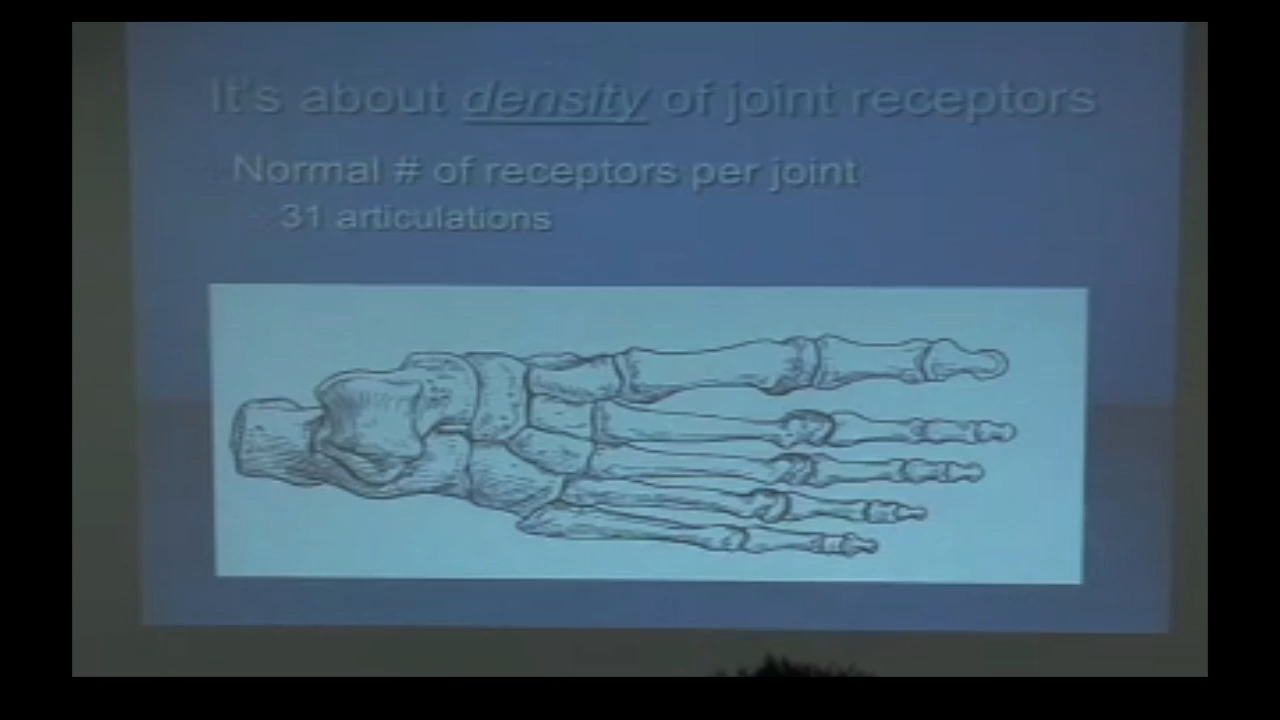 It's about density of joint receptors
Normal # of receptors per joint
31 articulations